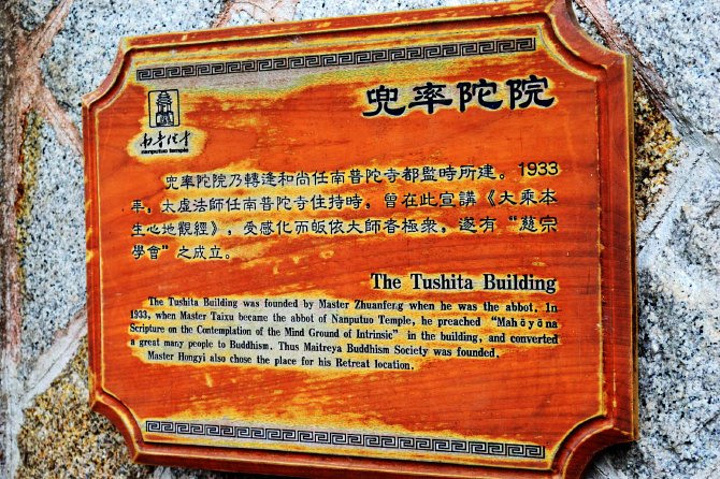 兜率陀院
南普陀寺
nanputuo temple
兜率陀院乃轉逢和尚任南普陀寺都監時所建。1933
年，太虛法師任南普陀寺住持時，曾在此宣講《大乘本
生心地觀經》，受感化而皈依大師者極衆，遂有“慈宗
學會”之成立。
The Tushita Building
The Tushita Building was founded by Master Zhuanfeng when he was the abbot. In
1933, when Master Taixu became the abbot of Nanputuo Temple, he preached “Mahāyāna
Scripture on the Contemplation of the Mind Ground of Intrinsic” in the building, and converted
a great many people to Buddhism. Thus Maitreya Buddhism Society was founded.
Master Hongyi also chose the place for his Retreat location.